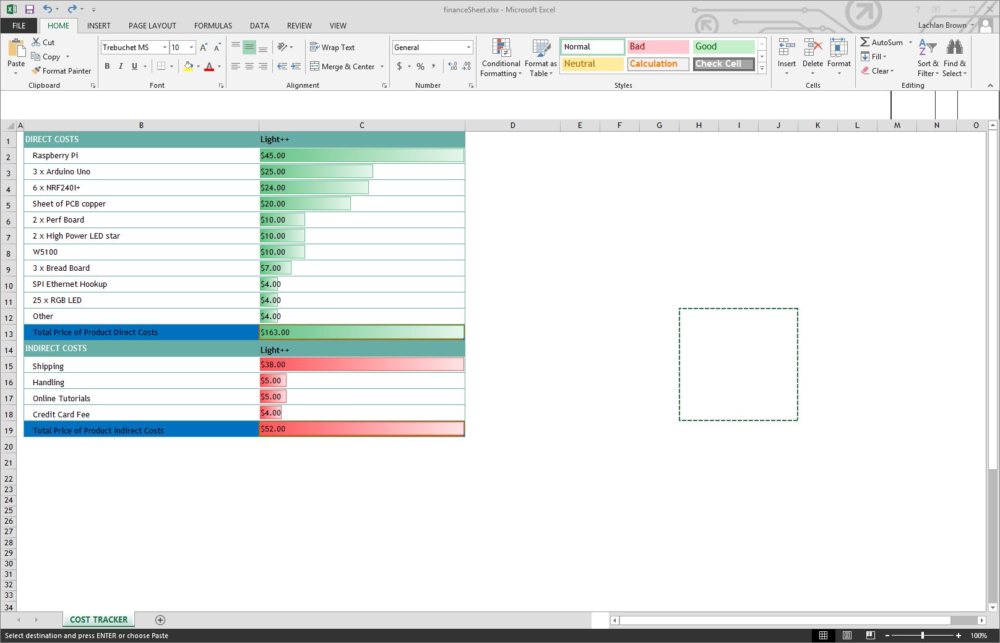 financeSheet.xlsx - Microsoft Excel
?
FILE HOME INSERT PAGE LAYOUT FORMULAS DATA REVIEW VIEW Lachlan Brown
Paste
Cut
Copy
Format Painter
Clipboard
Trebuchet MS 10
B I U A
Font
Wrap Text
Merge & Center
Alignment
General
$ % ,
Number
Conditional Formatting
Format as Table
Normal Bad Good
Neutral Calculation Check Cell
Styles
Insert Delete Format
Cells
AutoSum
Fill
Clear
Sort & Filter
Find & Select
Editing
A B C D E F G H I J K L M N O
1 DIRECT COSTS Light++
2 Raspberry Pi $45.00
3 3 x Arduino Uno $25.00
4 6 x NRF240I+ $24.00
5 Sheet of PCB copper $20.00
6 2 x Perf Board $10.00
7 2 x High Power LED star $10.00
8 W5100 $10.00
9 3 x Bread Board $7.00
10 SPI Ethernet Hookup $4.00
11 25 x RGB LED $4.00
12 Other $4.00
13 Total Price of Product Direct Costs $163.00
14 INDIRECT COSTS Light++
15 Shipping $38.00
16 Handling $5.00
17 Online Tutorials $5.00
18 Credit Card Fee $4.00
19 Total Price of Product Indirect Costs $52.00
20
21
22
23
24
25
26
27
28
29
30
31
32
33
34
COST TRACKER
Select destination and press ENTER or choose Paste 100%